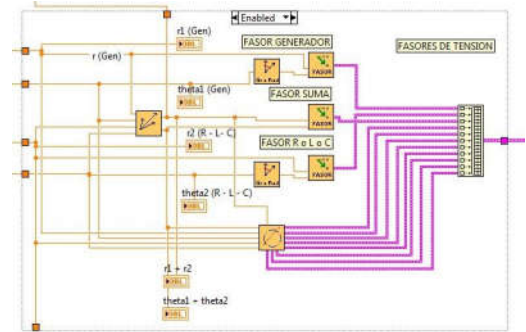 Enabled
r1 (Gen)
DBL
r (Gen)
FASOR GENERADOR
FASORES DE TENSION
FASOR
theta1 (Gen)
DBL
FASOR SUMA
FASOR
r2 (R - L - C)
DBL
FASOR R o L o C
FASOR
theta2 (R - L - C)
DBL
r1 + r2
DBL
theta1 + theta2
DBL